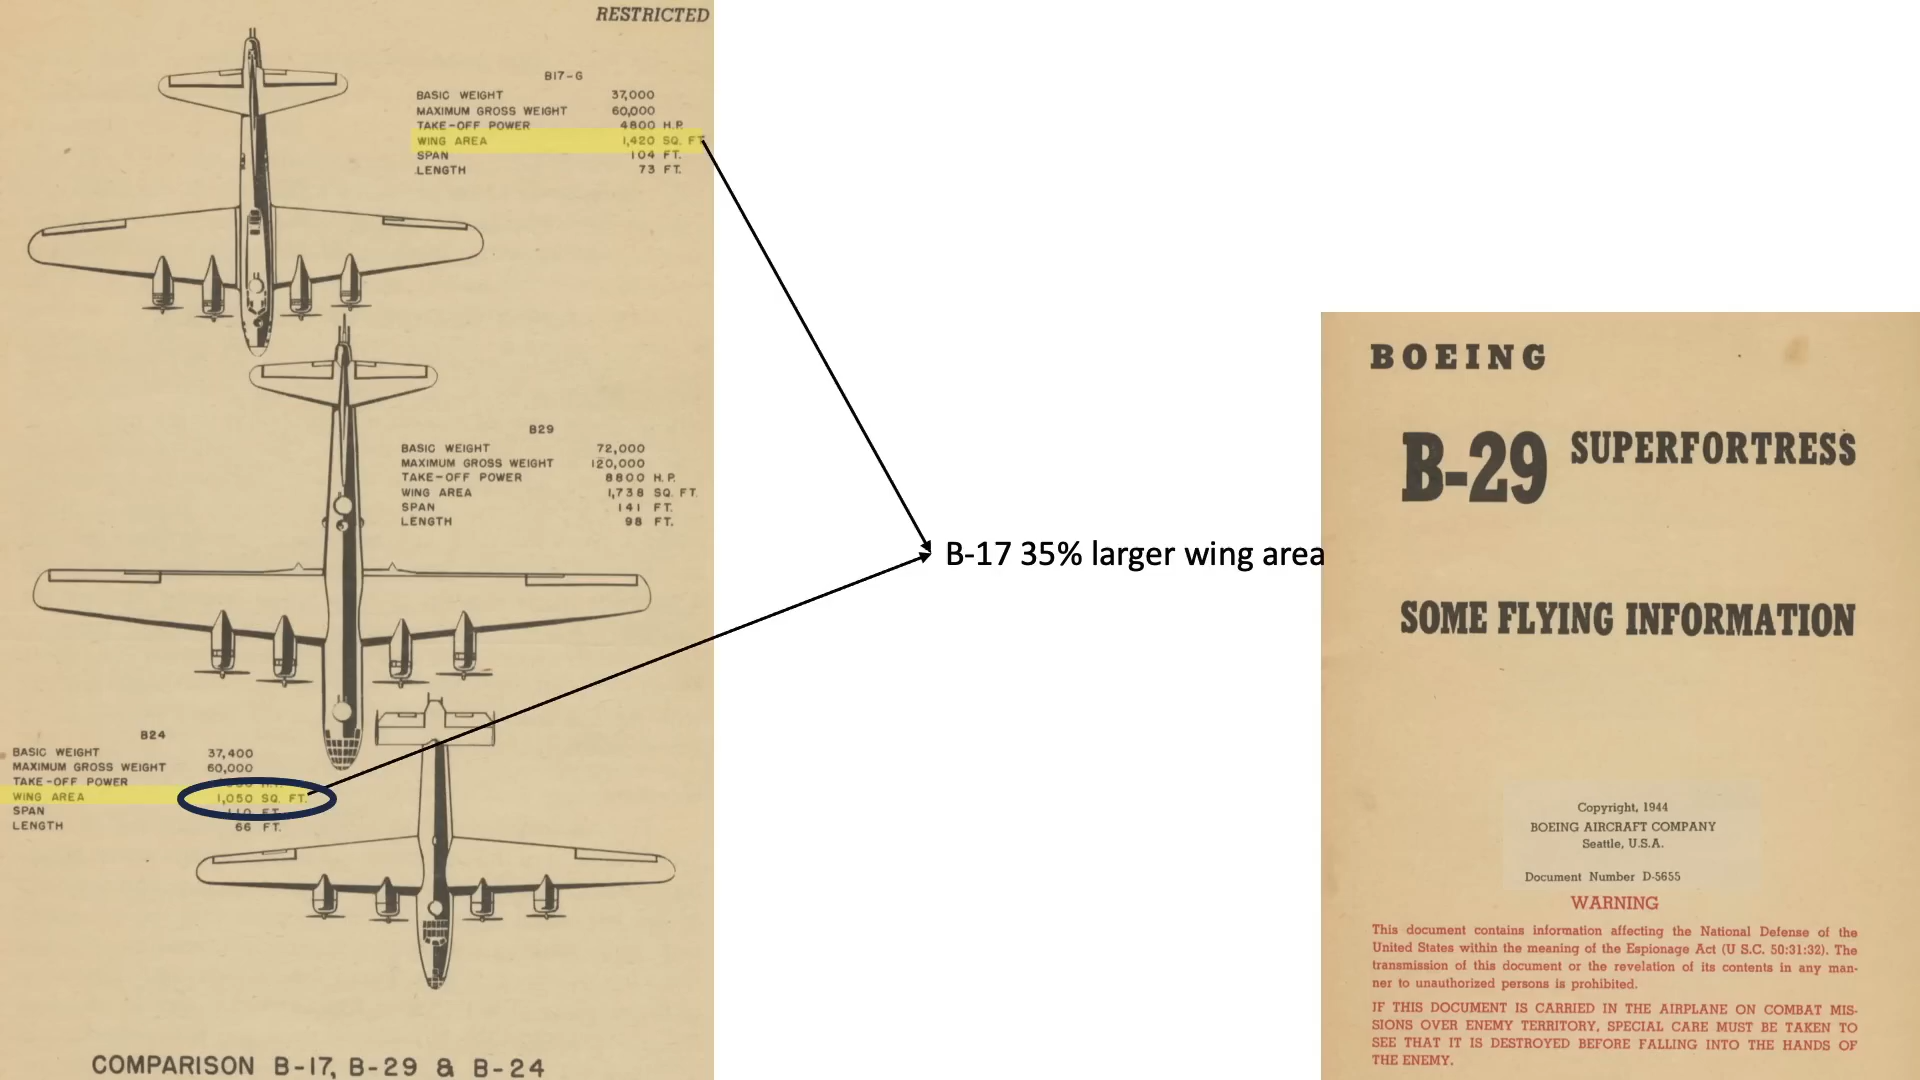 RESTRICTED
B17-G
BASIC WEIGHT 37,000
MAXIMUM GROSS WEIGHT 60,000
TAKE-OFF POWER 4800 H.P.
WING AREA 1,420 SQ. FT
SPAN 104 FT.
LENGTH 73 FT.
B29
BASIC WEIGHT 72,000
MAXIMUM GROSS WEIGHT 120,000
TAKE-OFF POWER 8800 H.P.
WING AREA 1,738 SQ. FT.
SPAN 141 FT.
LENGTH 98 FT.
B-17 35% larger wing area
B24
BASIC WEIGHT 37,400
MAXIMUM GROSS WEIGHT 60,000
TAKE-OFF POWER
WING AREA 1,050 SQ. FT.
SPAN 110 FT.
LENGTH 66 FT.
COMPARISON B-17, B-29 & B-24
BOEING
B-29 SUPERFORTRESS
SOME FLYING INFORMATION
Copyright, 1944
BOEING AIRCRAFT COMPANY
Seattle, U.S.A.
Document Number D-5655
WARNING
This document contains information affecting the National Defense of the
United States within the meaning of the Espionage Act (U S.C. 50:31:32). The
transmission of this document or the revelation of its contents in any man-
ner to unauthorized persons is prohibited.
IF THIS DOCUMENT IS CARRIED IN THE AIRPLANE ON COMBAT MIS-
SIONS OVER ENEMY TERRITORY, SPECIAL CARE MUST BE TAKEN TO
SEE THAT IT IS DESTROYED BEFORE FALLING INTO THE HANDS OF
THE ENEMY.